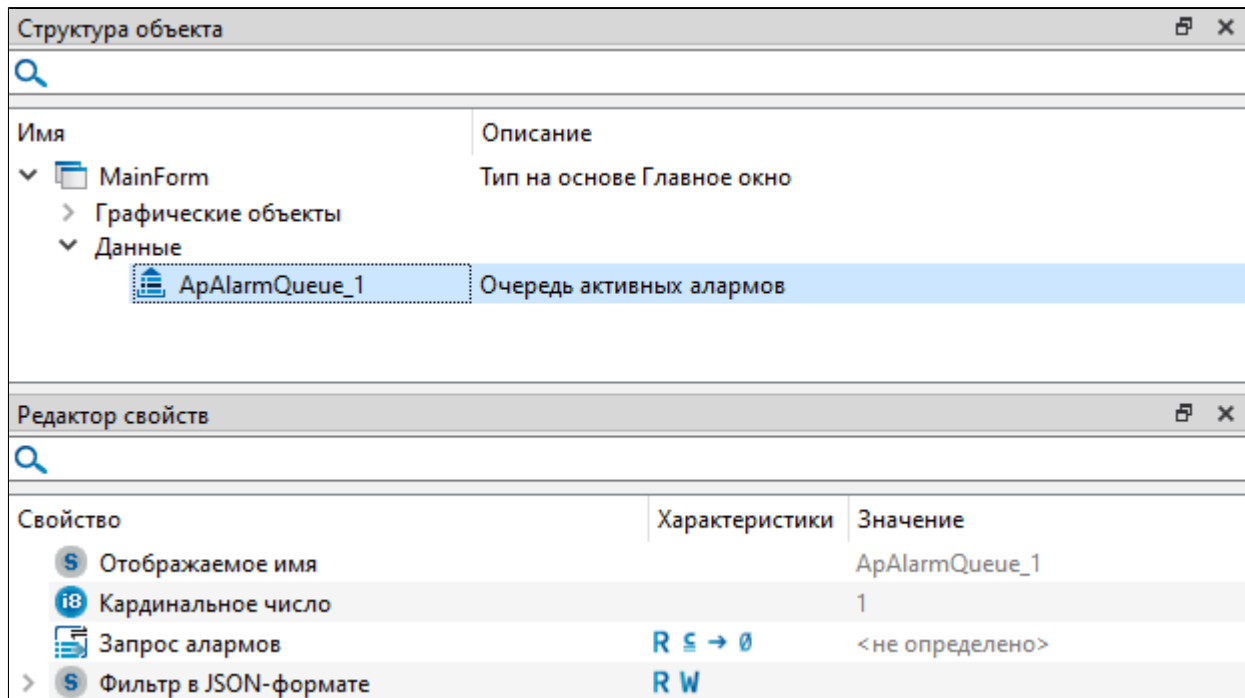 Структура объекта
Имя Описание
MainForm Тип на основе Главное окно
Графические объекты
Данные
ApAlarmQueue_1 Очередь активных алармов
Редактор свойств
Свойство Характеристики Значение
S Отображаемое имя ApAlarmQueue_1
i8 Кардинальное число 1
Запрос алармов R ⊆ → Ø <не определено>
S Фильтр в JSON-формате R W